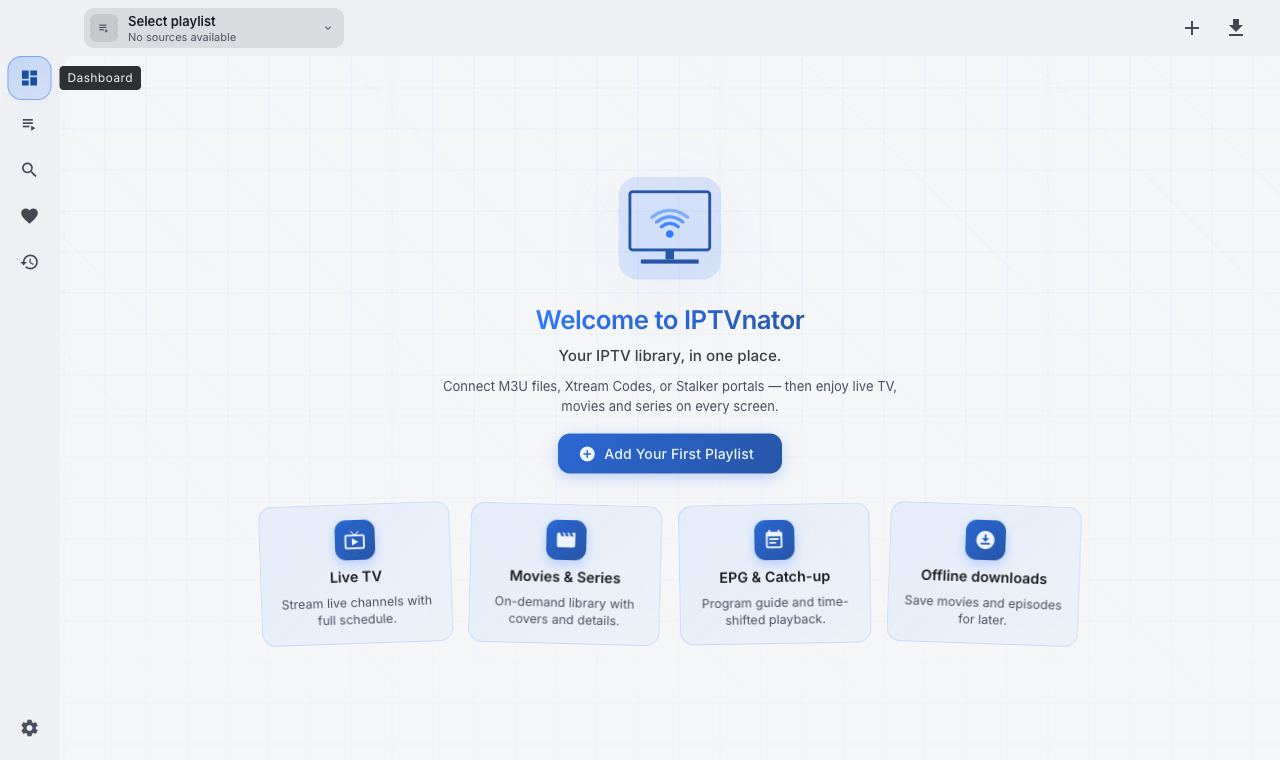 Select playlist
No sources available
Dashboard
Welcome to IPTVnator
Your IPTV library, in one place.
Connect M3U files, Xtream Codes, or Stalker portals — then enjoy live TV,
movies and series on every screen.
Add Your First Playlist
Live TV
Stream live channels with
full schedule.
Movies & Series
On-demand library with
covers and details.
EPG & Catch-up
Program guide and time-
shifted playback.
Offline downloads
Save movies and episodes
for later.